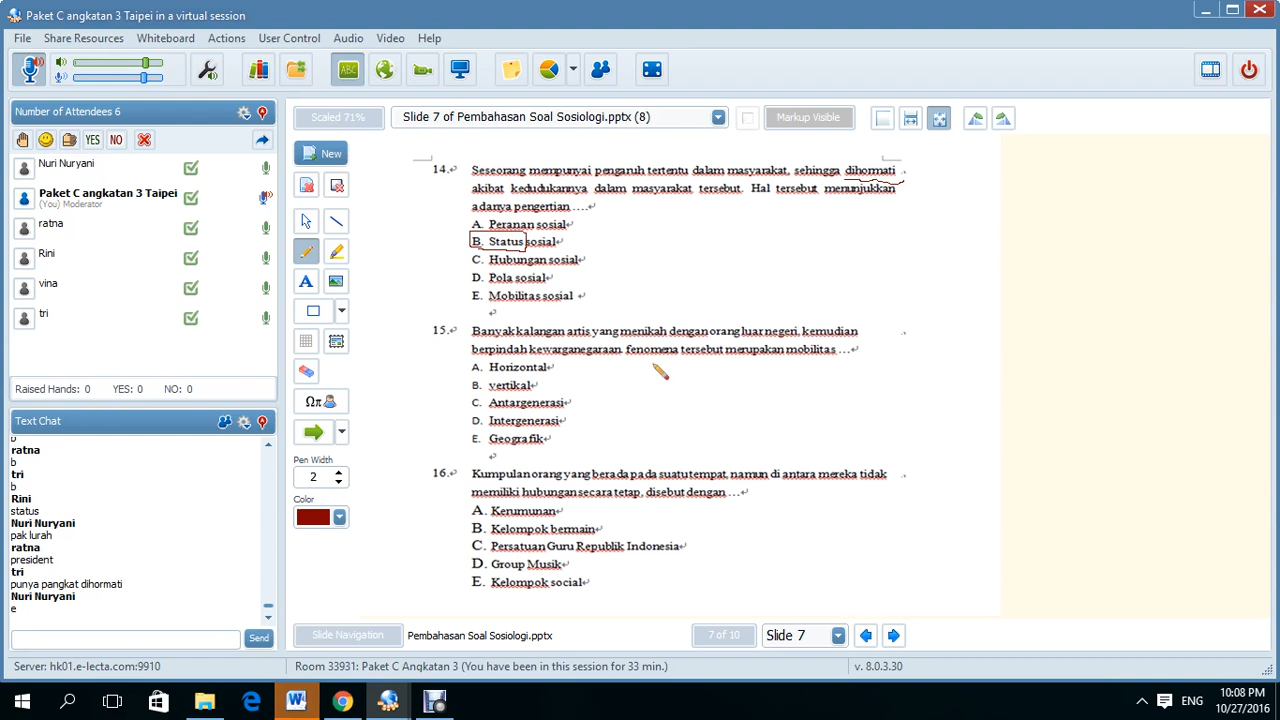 Paket C angkatan 3 Taipei in a virtual session
File Share Resources Whiteboard Actions User Control Audio Video Help
ABC
Number of Attendees 6
YES NO
Nuri Nuryani
Paket C angkatan 3 Taipei
(You) Moderator
ratna
Rini
vina
tri
Raised Hands: 0 YES: 0 NO: 0
Text Chat
ratna
b
tri
b
Rini
status
Nuri Nuryani
pak lurah
ratna
president
tri
punya pangkat dihormati
Nuri Nuryani
e
Send
Scaled 71%
Slide 7 of Pembahasan Soal Sosiologi.pptx (8)
Markup Visible
New
A
Ωπ
Pen Width
2
Color
14. Seseorang mempunyai pengaruh tertentu dalam masyarakat, sehingga dihormati
akibat kedudukannya dalam masyarakat tersebut. Hal tersebut menunjukkan
adanya pengertian ....
A. Peranan sosial
B. Status sosial
C. Hubungan sosial
D. Pola sosial
E. Mobilitas sosial
15. Banyak kalangan artis yang menikah dengan orang luar negeri, kemudian
berpindah kewarganegaraan. fenomena tersebut merupakan mobilitas ...
A. Horizontal
B. vertikal
C. Antargenerasi
D. Intergenerasi
E. Geografik
16. Kumpulan orang yang berada pada suatu tempat, namun di antara mereka tidak
memiliki hubungan secara tetap, disebut dengan ...
A. Kerumunan
B. Kelompok bermain
C. Persatuan Guru Republik Indonesia
D. Group Musik
E. Kelompok social
Slide Navigation
Pembahasan Soal Sosiologi.pptx
7 of 10
Slide 7
Server: hk01.e-lecta.com:9910
Room 33931: Paket C Angkatan 3 (You have been in this session for 33 min.)
v. 8.0.3.30
ENG
10:08 PM
10/27/2016